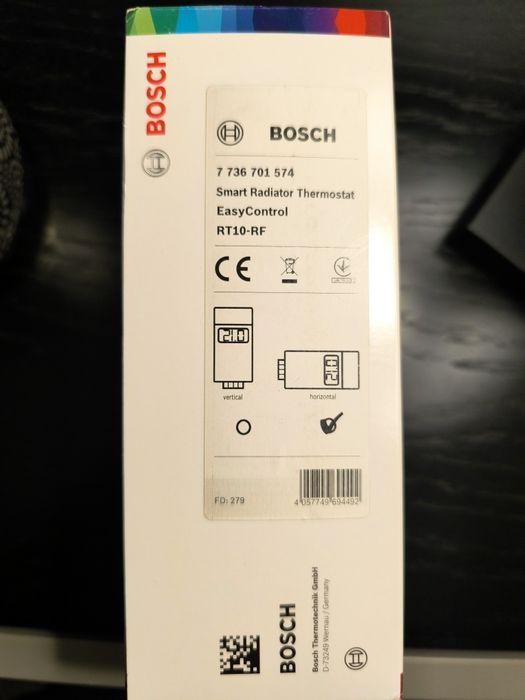 BOSCH
BOSCH
7 736 701 574
Smart Radiator Thermostat
EasyControl
RT10-RF
CE
21.0
21.0
vertical
horizontal
FD: 279
4 057749 694492
BOSCH
Bosch Thermotechnik GmbH
D-73249 Wernau / Germany